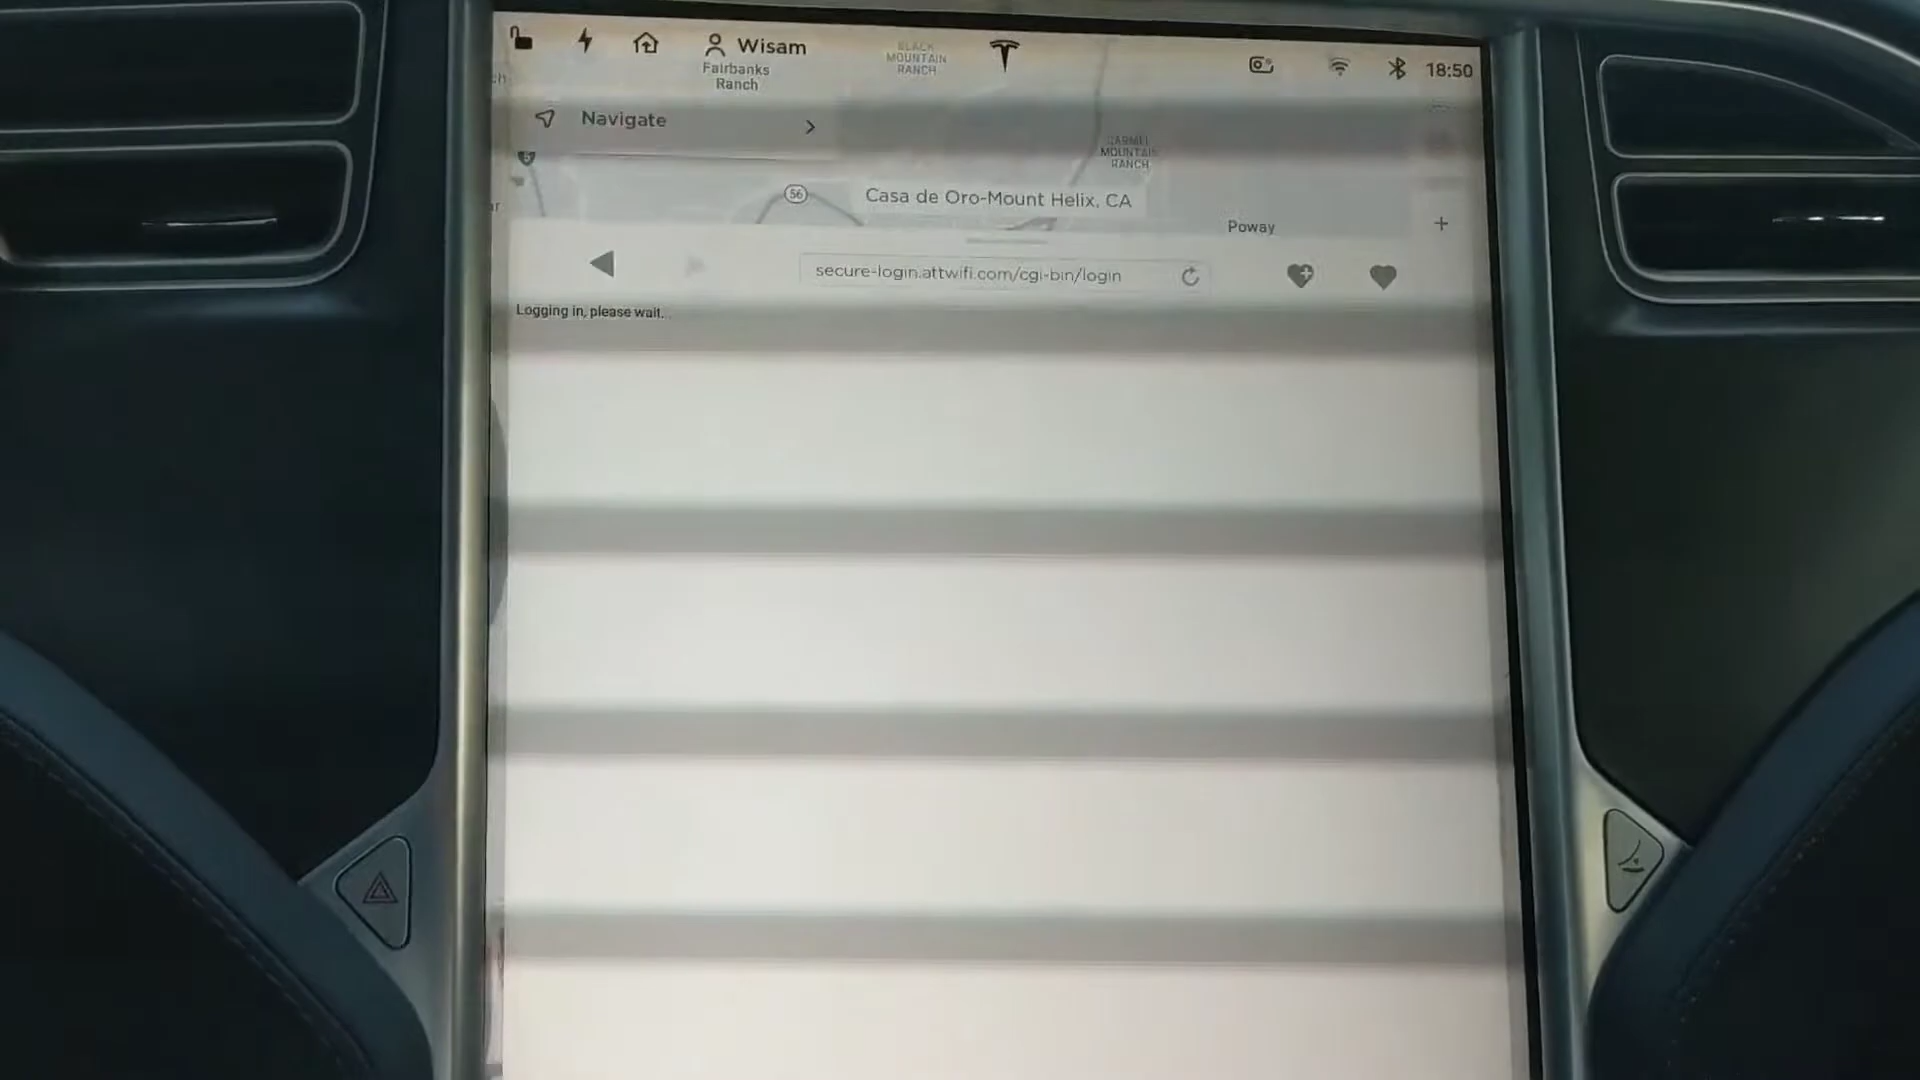 Wisam
18:50
BLACK
MOUNTAIN
RANCH
Fairbanks
Ranch
Navigate
CARMEL
MOUNTAIN
RANCH
5
56
Casa de Oro-Mount Helix, CA
Poway
secure-login.attwifi.com/cgi-bin/login
Logging in, please wait...